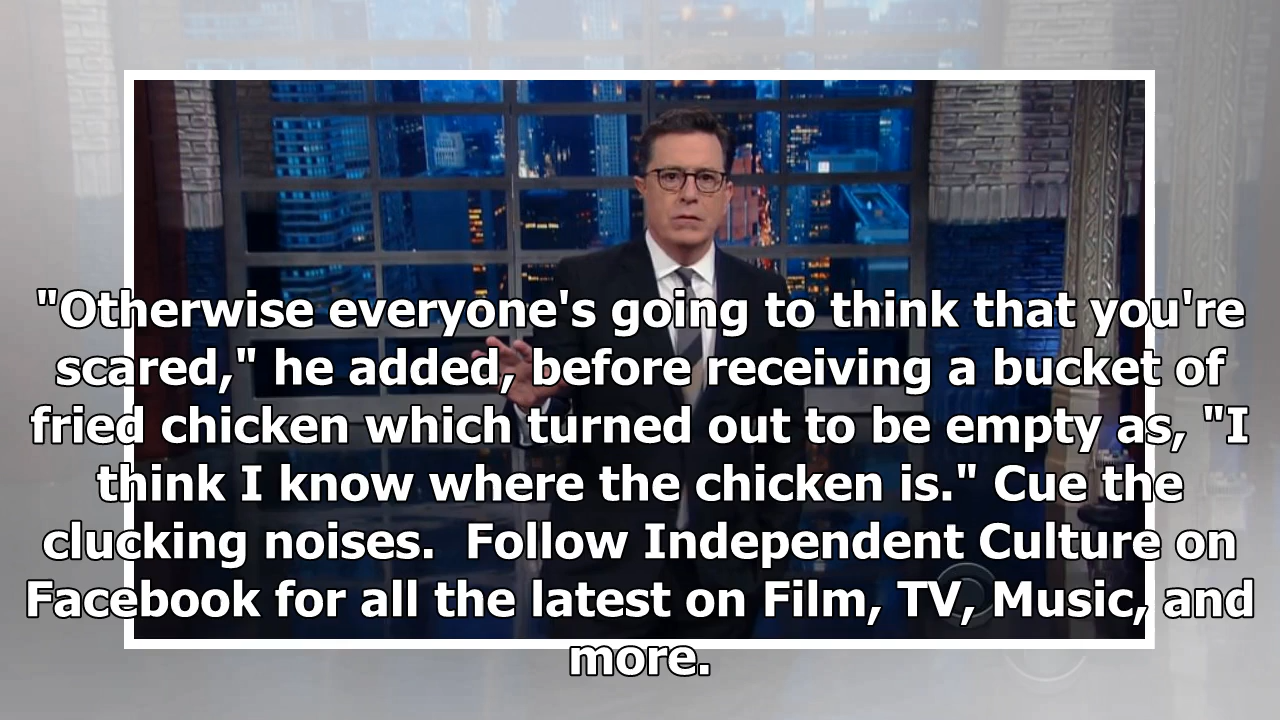 "Otherwise everyone's going to think that you're
scared," he added, before receiving a bucket of
fried chicken which turned out to be empty as, "I
think I know where the chicken is." Cue the
clucking noises.  Follow Independent Culture on
Facebook for all the latest on Film, TV, Music, and
more.